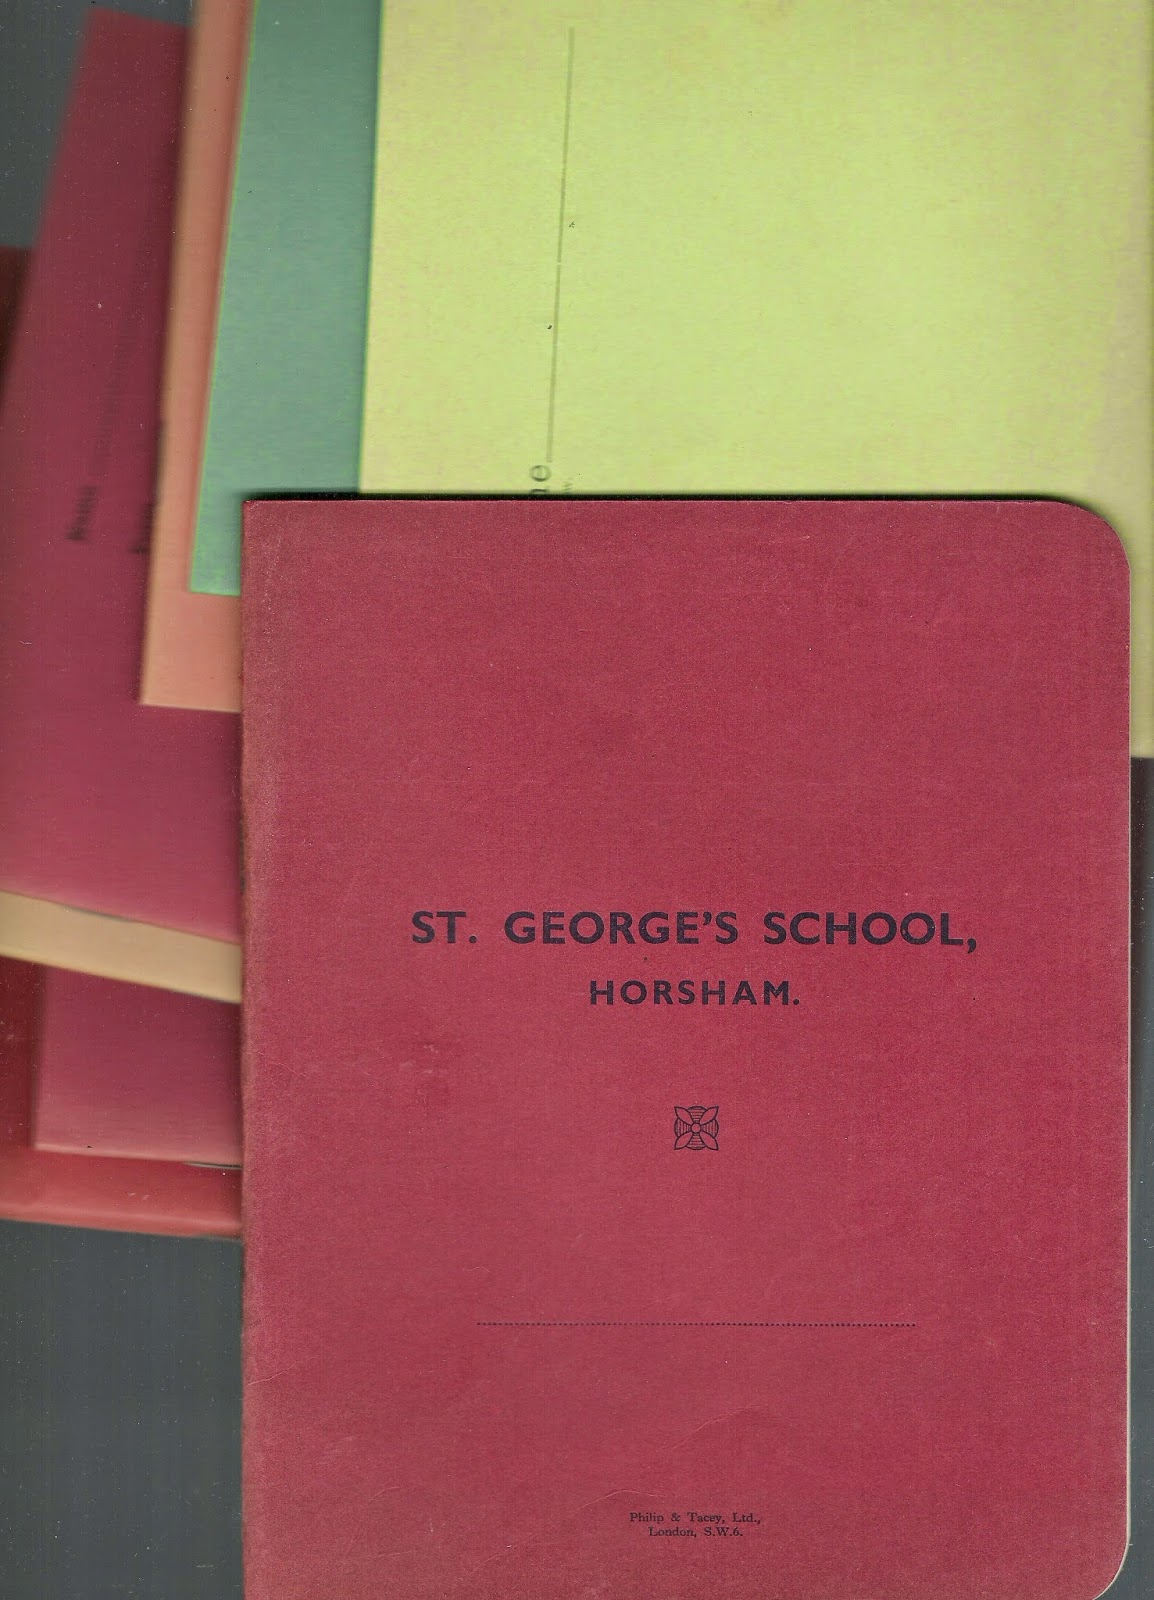 ST. GEORGE'S SCHOOL,
HORSHAM.
Philip & Tacey, Ltd.,
London, S.W.6.